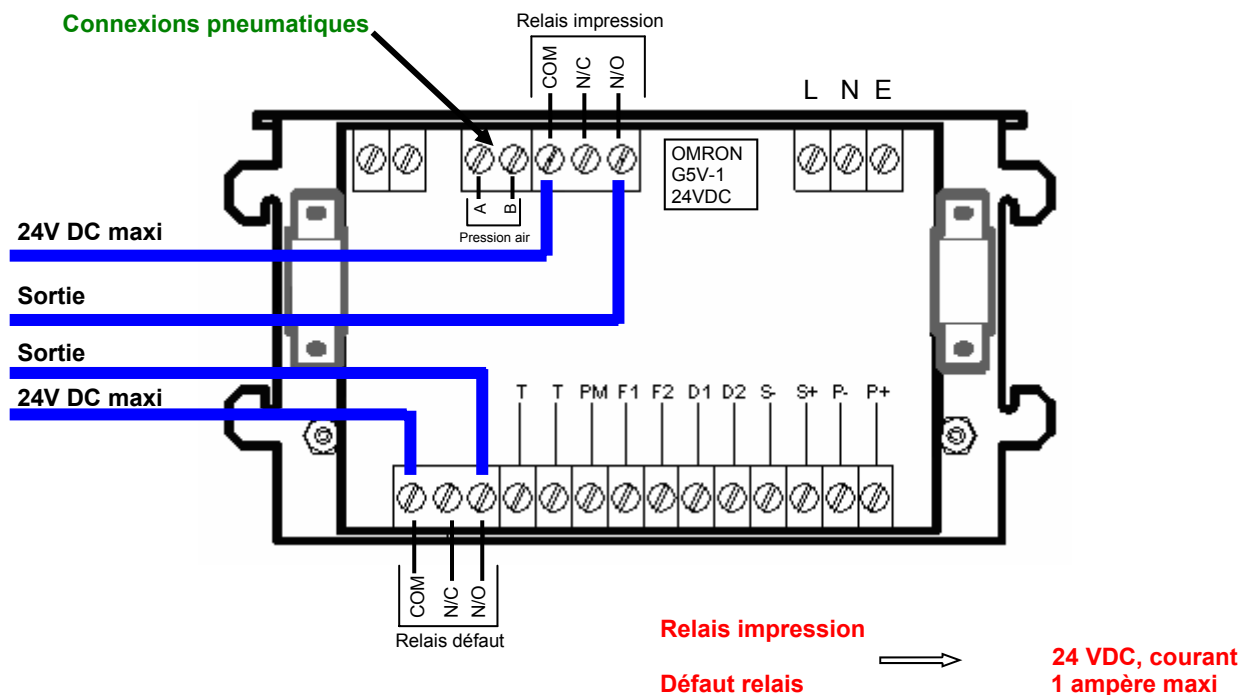 Connexions pneumatiques
Relais impression
COM
N/C
N/O
L N E
OMRON
G5V-1
24VDC
A
B
Pression air
24V DC maxi
Sortie
Sortie
24V DC maxi
T T PM F1 F2 D1 D2 S- S+ P- P+
COM
N/C
N/O
Relais défaut
Relais impression
24 VDC, courant
Défaut relais
1 ampère maxi